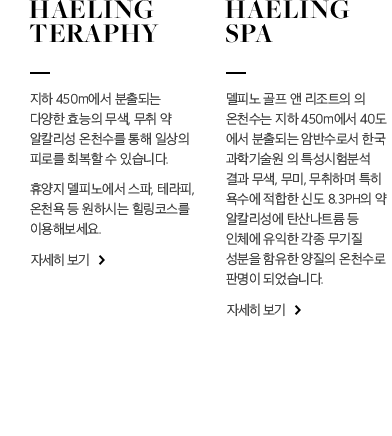 HAELING
TERAPHY
지하 450m에서 분출되는
다양한 효능의 무색, 무취 약
알칼리성 온천수를 통해 일상의
피로를 회복할 수 있습니다.
휴양지 델피노에서 스파, 테라피,
온천욕 등 원하시는 힐링코스를
이용해보세요.
자세히 보기
HAELING
SPA
델피노 골프 앤 리조트의 의
온천수는 지하 450m에서 40도
에서 분출되는 암반수로서 한국
과학기술원 의 특성시험분석
결과 무색, 무미, 무취하며 특히
욕수에 적합한 신도 8.3PH의 약
알칼리성에 탄산나트륨 등
인체에 유익한 각종 무기질
성분을 함유한 양질의 온천수로
판명이 되었습니다.
자세히 보기